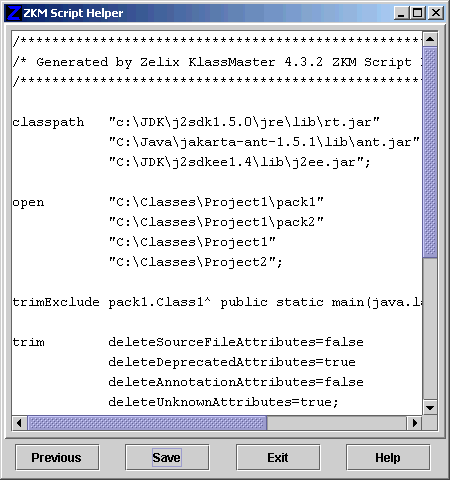 ZKM Script Helper
/****************************************************
/* Generated by Zelix KlassMaster 4.3.2 ZKM Script
/****************************************************
classpath "c:\JDK\j2sdk1.5.0\jre\lib\rt.jar"
"C:\Java\jakarta-ant-1.5.1\lib\ant.jar"
"C:\JDK\j2sdkee1.4\lib\j2ee.jar";
open "C:\Classes\Project1\pack1"
"C:\Classes\Project1\pack2"
"C:\Classes\Project1"
"C:\Classes\Project2";
trimExclude pack1.Class1^ public static main(java.la
trim deleteSourceFileAttributes=false
deleteDeprecatedAttributes=true
deleteAnnotationAttributes=false
deleteUnknownAttributes=true;
Previous Save Exit Help